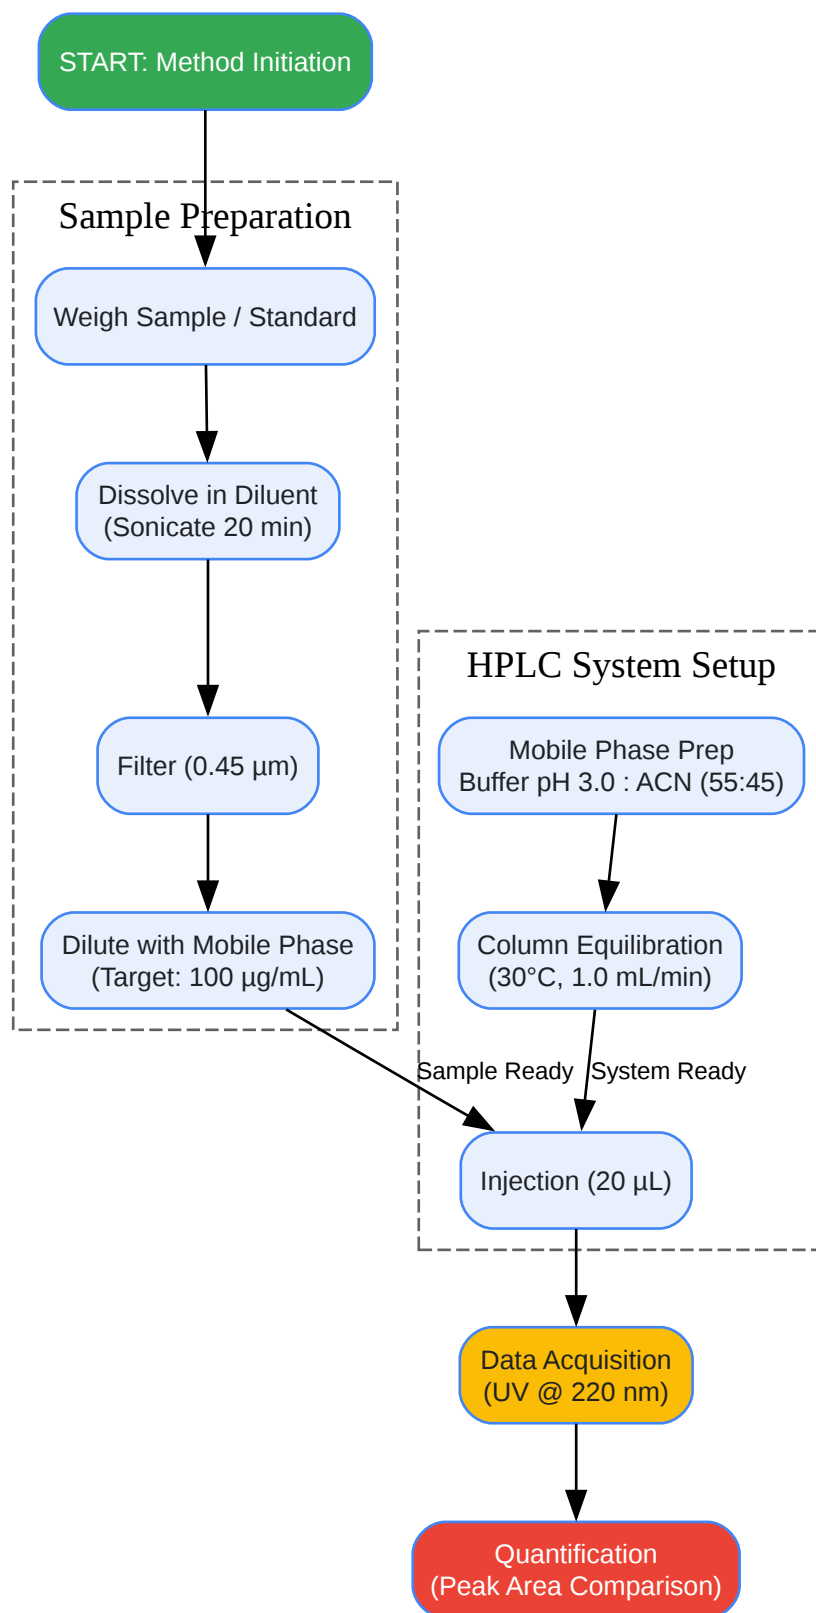 START: Method Initiation
Sample Preparation
Weigh Sample / Standard
Dissolve in Diluent
(Sonicate 20 min)
Filter (0.45 µm)
Dilute with Mobile Phase
(Target: 100 µg/mL)
HPLC System Setup
Mobile Phase Prep
Buffer pH 3.0 : ACN (55:45)
Column Equilibration
(30°C, 1.0 mL/min)
Sample Ready
System Ready
Injection (20 µL)
Data Acquisition
(UV @ 220 nm)
Quantification
(Peak Area Comparison)